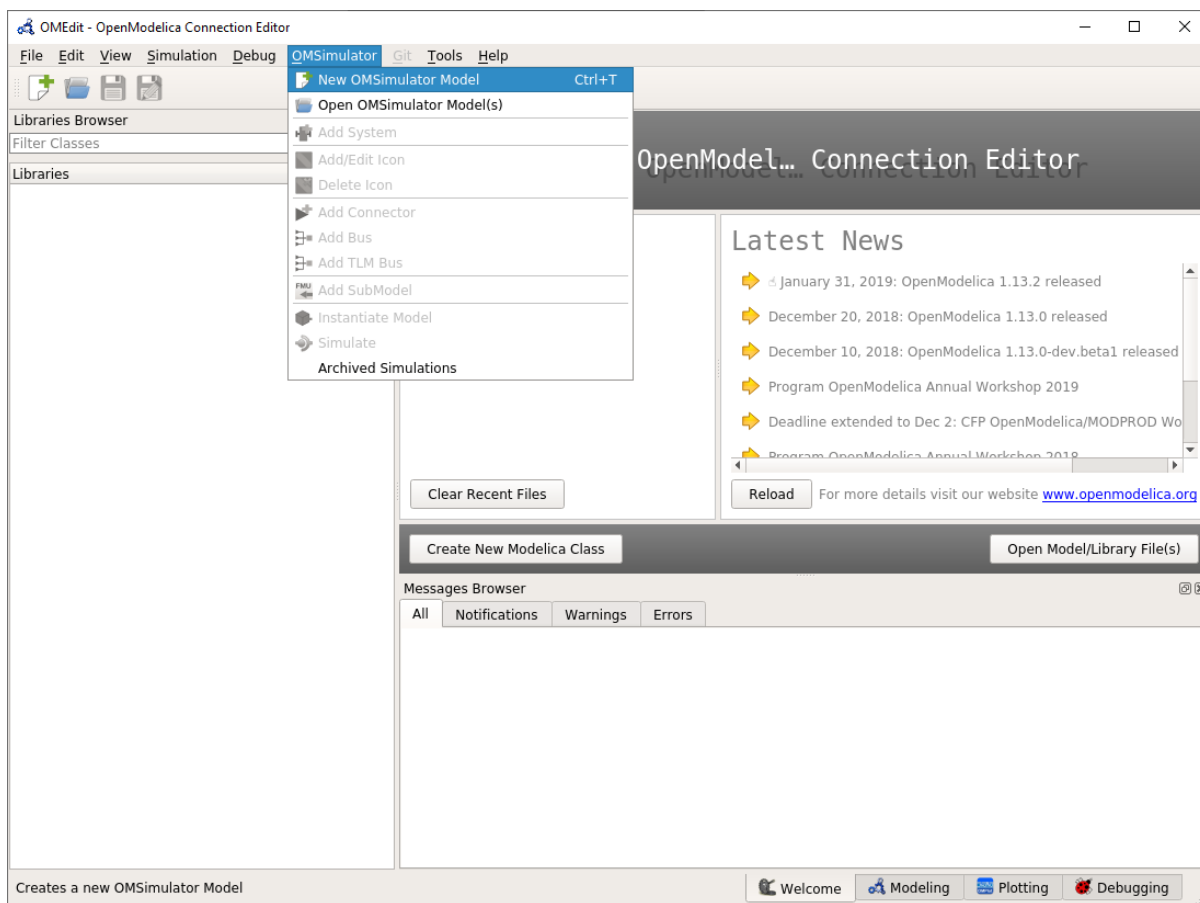 OMEdit - OpenModelica Connection Editor
File Edit View Simulation Debug OMSimulator Git Tools Help
New OMSimulator Model Ctrl+T
Open OMSimulator Model(s)
Add System
Add/Edit Icon
Delete Icon
Add Connector
Add Bus
Add TLM Bus
FMU Add SubModel
Instantiate Model
Simulate
Archived Simulations
Libraries Browser
Filter Classes
Libraries
OpenModel… Connection Editor
Latest News
January 31, 2019: OpenModelica 1.13.2 released
December 20, 2018: OpenModelica 1.13.0 released
December 10, 2018: OpenModelica 1.13.0-dev.beta1 released
Program OpenModelica Annual Workshop 2019
Deadline extended to Dec 2: CFP OpenModelica/MODPROD Wo
Program OpenModelica Annual Workshop 2018
Clear Recent Files
Reload For more details visit our website www.openmodelica.org
Create New Modelica Class
Open Model/Library File(s)
Messages Browser
All Notifications Warnings Errors
Creates a new OMSimulator Model
Welcome Modeling Plotting Debugging